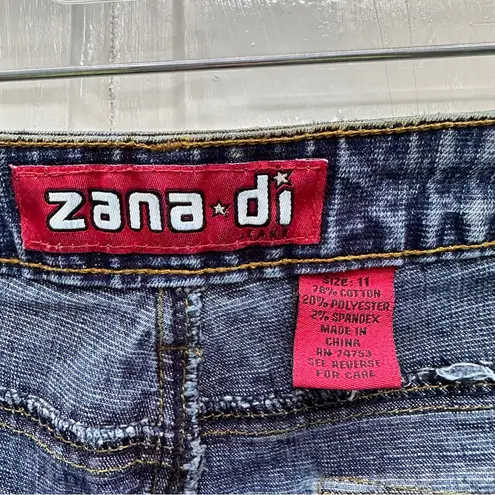 zana di
SIZE: 11
78% COTTON
20% POLYESTER
2% SPANDEX
MADE IN
CHINA
RN 74753
SEE REVERSE
FOR CARE